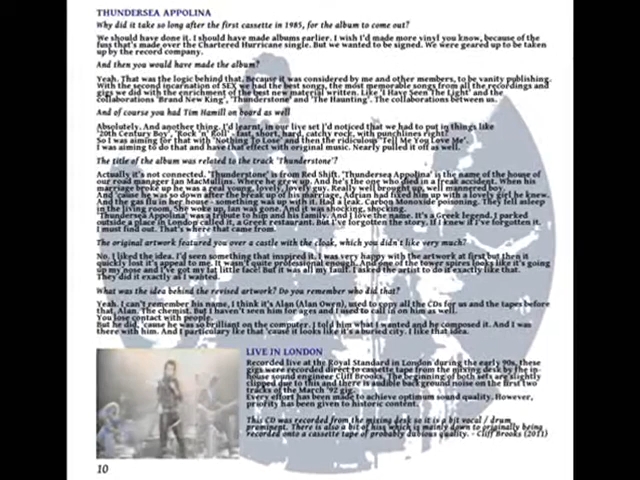 THUNDERSEA APPOLINA
Why did it take so long after the first cassette in 1985, for the album to come out?
We should have done it. I should have made albums earlier. I wish I'd made more vinyl you know, because of the
fuss that's made over the Chartered Hurricane single. But we wanted to be signed. We were geared up to be taken
up by the record company.
And then you would have made the album?
Yeah. That was the logic behind that. Because it was considered by me and other members, to be vanity publishing.
With the second incarnation of SEX we had the best songs, the most memorable songs from all the recordings and
gigs we did with the enrichment of the best new material written. Like 'I Have Seen The Light' and the
collaborations 'Brand New King', 'Thunderstone' and 'The Haunting'. The collaborations between us.
And of course you had Tim Hamill on board as well
Absolutely. And another thing. I'd learnt, in our live set I'd noticed that we had to put in things like
'20th Century Boy', 'Rock 'n' Roll' - fast, short, hard, catchy rock, with punchlines right?
So I was aiming for that with 'Nothing To Lose' and then the ridiculous 'Tell Me You Love Me'.
I was aiming to do that and have that effect with original music. Nearly pulled it off as well.
The title of the album was related to the track 'Thunderstone'?
Actually it's not connected. 'Thunderstone' is from Red Shift. 'Thundersea Appolina' is the name of the house of
our road manager Ian MacMullins. Where he grew up. And he's the one who died in a freak accident. When his
marriage broke up he was a real young, lovely, lovely guy. Really well brought up, well mannered boy.
And 'cause he was so down after the break up of his marriage, Adrian had fixed him up with a lovely girl he knew.
And the gas flu in her house - something was up with it. Had a leak. Carbon Monoxide poisoning. They fell asleep
in the living room. She woke up, Ian was gone. And it was shocking, shocking.
'Thundersea Appolina' was a tribute to him and his family. And I love the name. It's a Greek legend. I parked
outside a place in London called it, a Greek restaurant. But I've forgotten the story. If I knew it I've forgotten it.
I must find out. That's where that came from.
The original artwork featured you over a castle with the cloak, which you didn't like very much?
No. I liked the idea. I'd seen something that inspired it. I was very happy with the artwork at first but then it
quickly lost it's appeal to me. It wasn't quite professional enough. And one of the tower spires looks like it's going
up my nose and I've got my fat little face! But it was all my fault. I asked the artist to do it exactly like that.
They did it exactly as I wanted.
What was the idea behind the revised artwork? Do you remember who did that?
Yeah. I can't remember his name, I think it's Alan (Alan Owen), used to copy all the CDs for us and the tapes before
that, Alan. The chemist. But I haven't seen him for ages and I used to call in on him as well.
You lose contact with people.
But he did, 'cause he was so brilliant on the computer. I told him what I wanted and he composed it. And I was
there with him. And I particulary like that 'cause it looks like it's a buried city. I like that idea.
LIVE IN LONDON
Recorded live at the Royal Standard in London during the early 90s, these
gigs were recorded direct to cassette tape from the mixing desk by the in-
house sound engineer Cliff Brooks. The beginning of both sets are slightly
clipped due to this and there is audible background noise on the first two
tracks of the March '92 gig.
Every effort has been made to achieve optimum sound quality. However,
priority has been given to historic content.
This CD was recorded from the mixing desk so it is a bit vocal / drum
prominent. There is also a bit of hiss which is mainly down to originally being
recorded onto a cassette tape of probably dubious quality. - Cliff Brooks (2011)
10